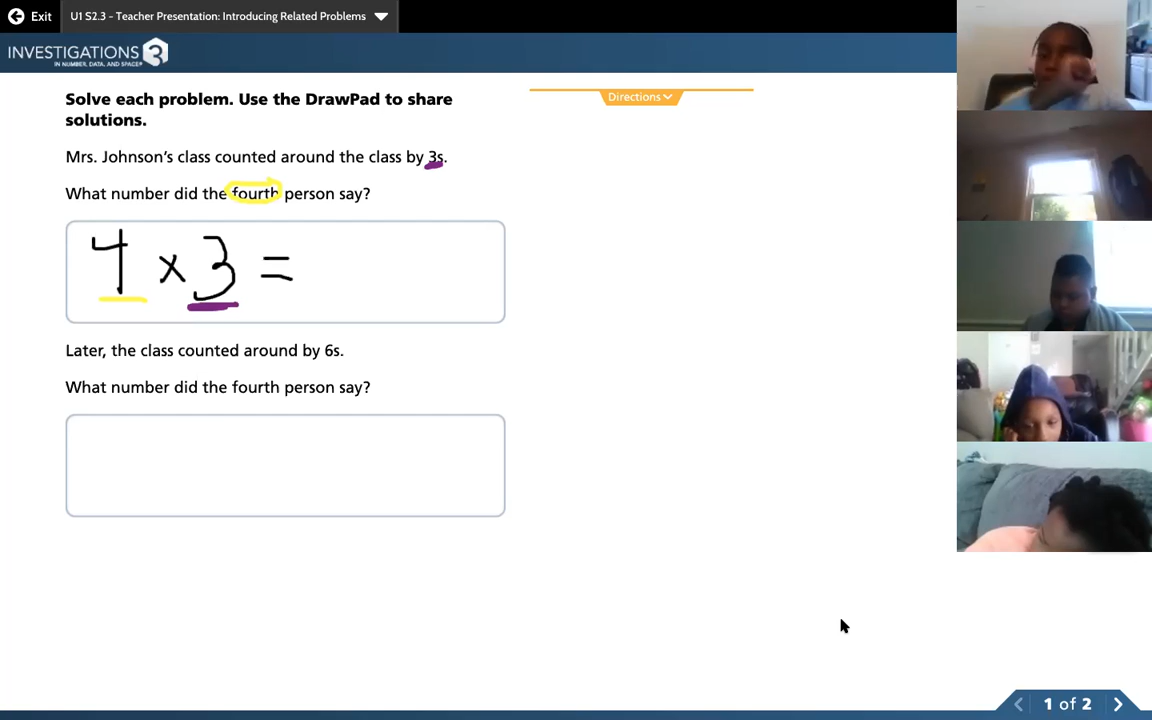 Exit
U1 S2.3 - Teacher Presentation: Introducing Related Problems
INVESTIGATIONS 3
IN NUMBER, DATA, AND SPACE®
Solve each problem. Use the DrawPad to share
solutions.
Directions
Mrs. Johnson's class counted around the class by 3s.
What number did the fourth person say?
4 x 3 =
Later, the class counted around by 6s.
What number did the fourth person say?
1 of 2